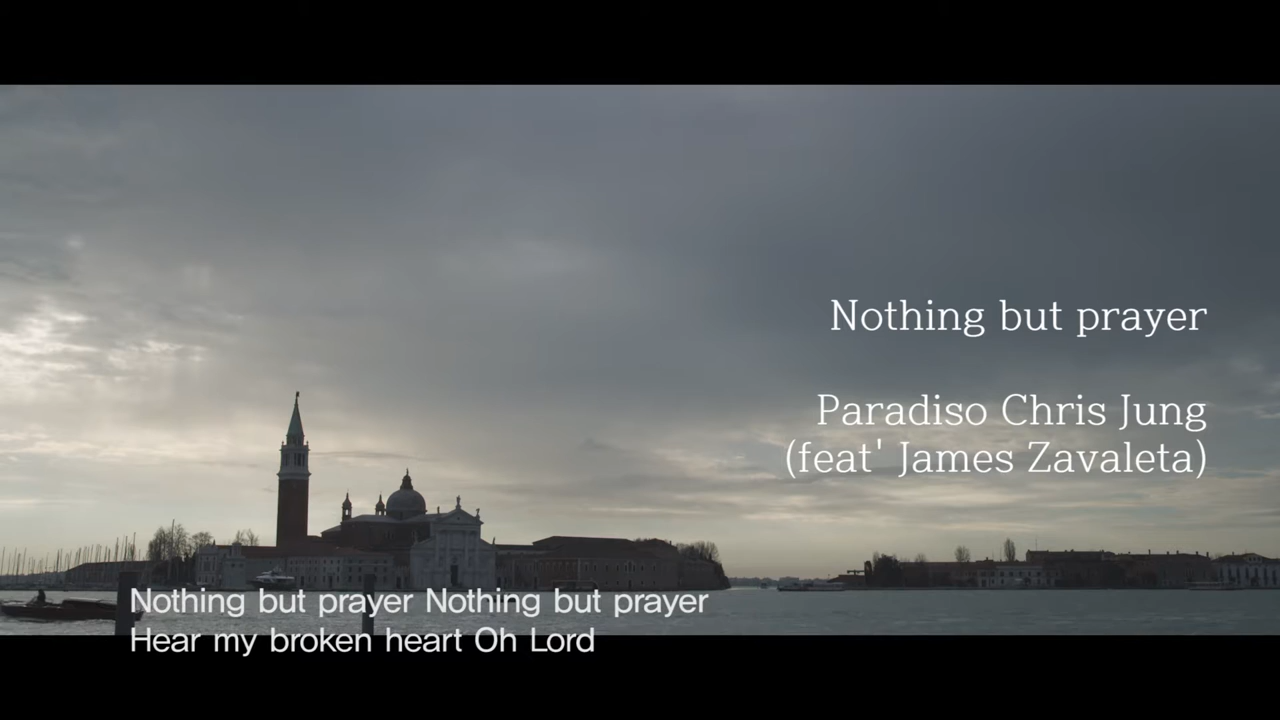 Nothing but prayer
Paradiso Chris Jung
(feat' James Zavaleta)
Nothing but prayer Nothing but prayer
Hear my broken heart Oh Lord